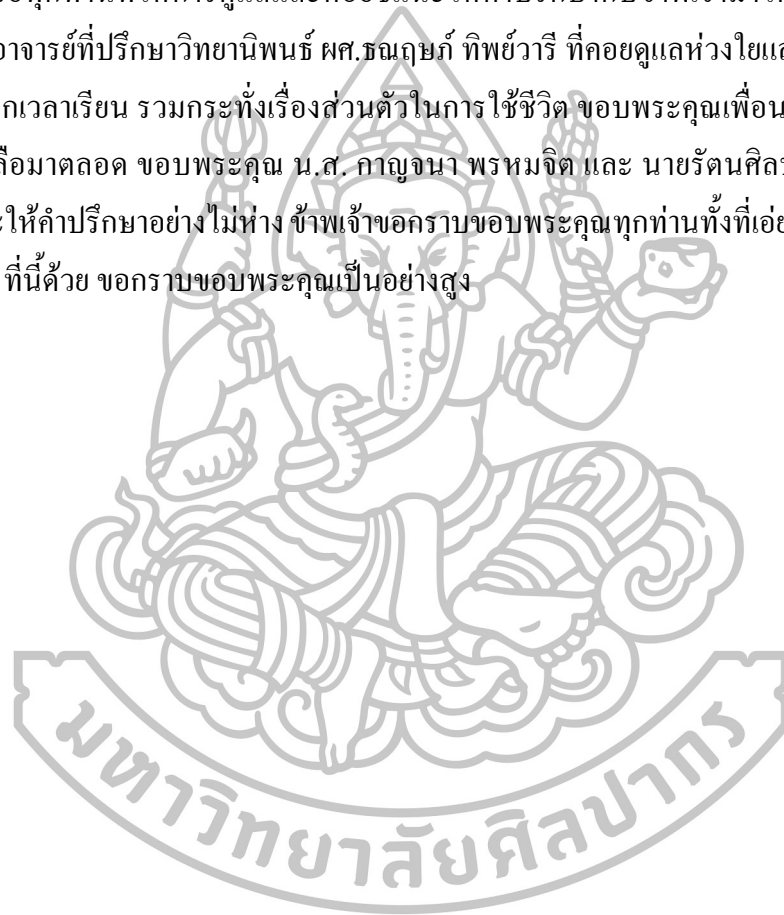 อาจารย์ที่ปรึกษาวิทยานิพนธ์ ผศ.ธณฤษภ์ ทิพย์วารี ที่คอยดูแลห่วงใยแล
กเวลาเรียน รวมกระทั่งเรื่องส่วนตัวในการใช้ชีวิต ขอบพระคุณเพื่อน
ลือมาตลอด ขอบพระคุณ น.ส. กาญจนา พรหมจิต และ นายรัตนศิลป
ะให้คำปรึกษาอย่างไม่ห่าง ข้าพเจ้าขอกราบขอบพระคุณทุกท่านทั้งที่เอ่ย
ที่นี้ด้วย ขอกราบขอบพระคุณเป็นอย่างสูง
มหาวิทยาลัยศิลปากร